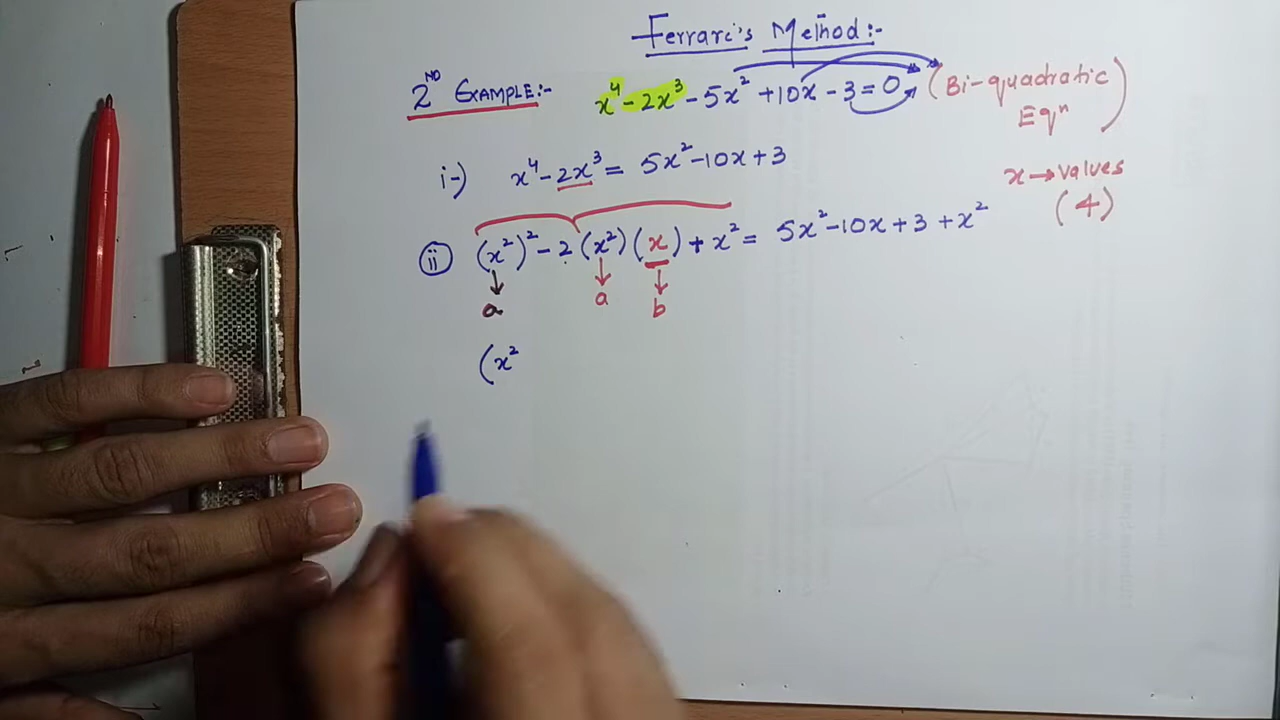 Ferrari's Method:-
2ND EXAMPLE:- x⁴ - 2x³ - 5x² + 10x - 3 = 0 (Bi-quadratic Eqⁿ)
i-) x⁴ - 2x³ = 5x² - 10x + 3
x → values
(4)
ii (x²)² - 2(x²)(x) + x² = 5x² - 10x + 3 + x²
a a b
(x²